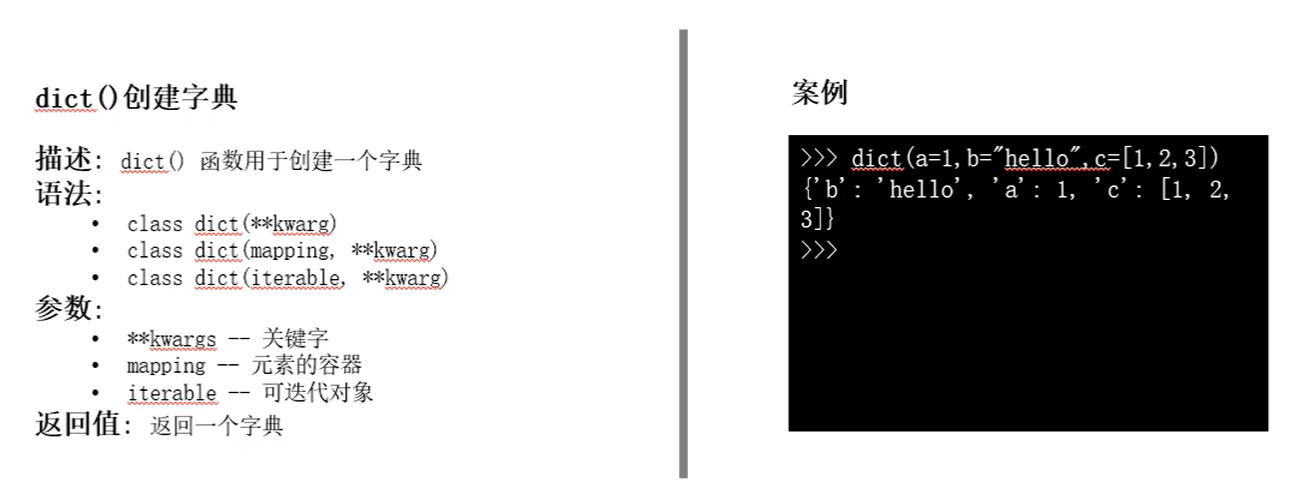 dict()创建字典
描述: dict() 函数用于创建一个字典
语法:
• class dict(**kwarg)
• class dict(mapping, **kwarg)
• class dict(iterable, **kwarg)
参数:
• **kwargs -- 关键字
• mapping -- 元素的容器
• iterable -- 可迭代对象
返回值: 返回一个字典
案例
>>> dict(a=1,b="hello",c=[1,2,3])
{'b': 'hello', 'a': 1, 'c': [1, 2,
3]}
>>>